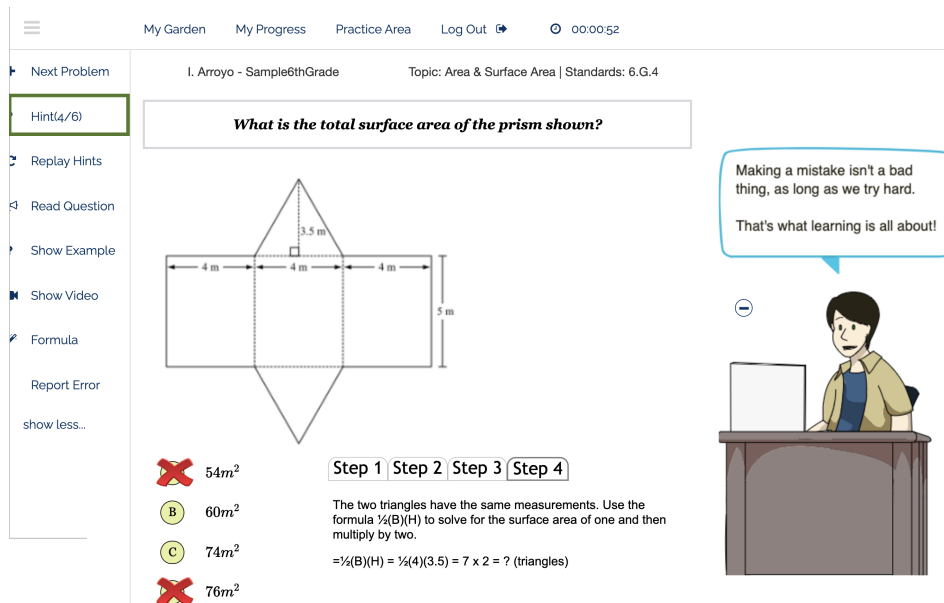 My Garden My Progress Practice Area Log Out 00:00:52
Next Problem
Hint(4/6)
Replay Hints
Read Question
Show Example
Show Video
Formula
Report Error
show less...
I. Arroyo - Sample6thGrade Topic: Area & Surface Area | Standards: 6.G.4
What is the total surface area of the prism shown?
3.5 m
4 m 4 m 4 m
5 m
54m²
B 60m²
C 74m²
76m²
Step 1 Step 2 Step 3 Step 4
The two triangles have the same measurements. Use the
formula ½(B)(H) to solve for the surface area of one and then
multiply by two.
=½(B)(H) = ½(4)(3.5) = 7 x 2 = ? (triangles)
Making a mistake isn't a bad
thing, as long as we try hard.
That's what learning is all about!